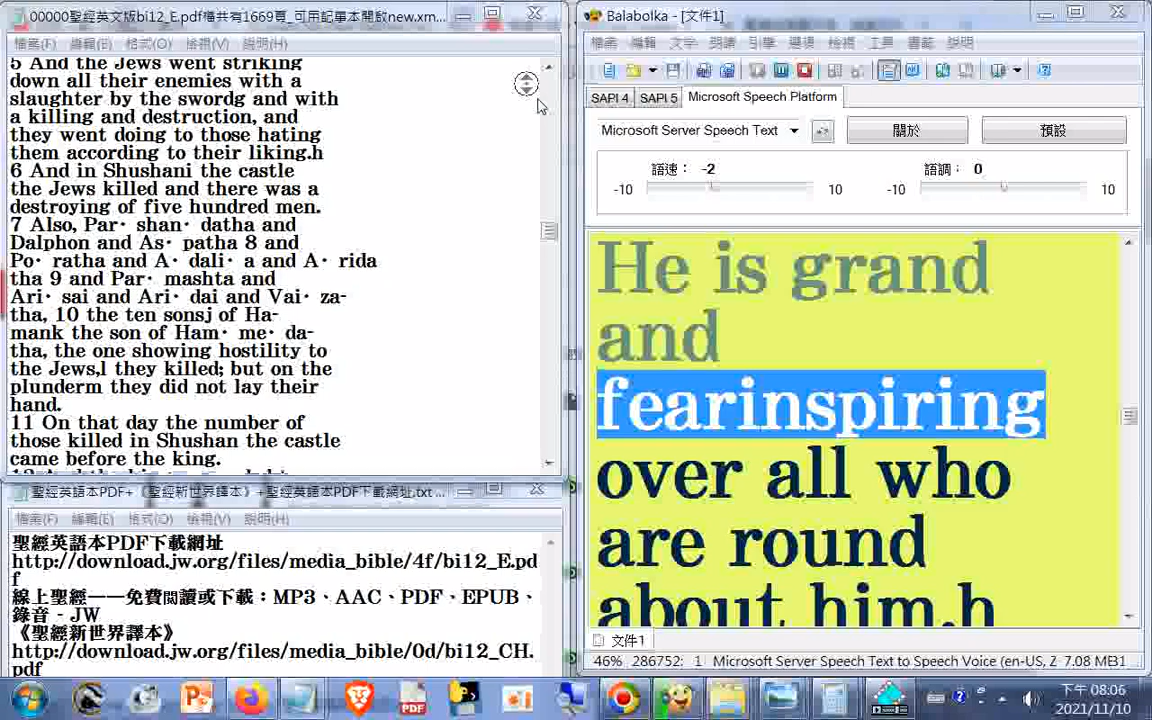 00000聖經英文版bi12_E.pdf檔共有1669頁_可用記事本開啟new.xm...
檔案(F) 編輯(E) 格式(O) 檢視(V) 說明(H)
5 And the Jews went striking
down all their enemies with a
slaughter by the swordg and with
a killing and destruction, and
they went doing to those hating
them according to their liking.h
6 And in Shushani the castle
the Jews killed and there was a
destroying of five hundred men.
7 Also, Par· shan· datha and
Dalphon and As· patha 8 and
Po· ratha and A· dali· a and A· rida
tha 9 and Par· mashta and
Ari· sai and Ari· dai and Vai· za-
tha, 10 the ten sonsj of Ha-
mank the son of Ham· me· da-
tha, the one showing hostility to
the Jews,l they killed; but on the
plunderm they did not lay their
hand.
11 On that day the number of
those killed in Shushan the castle
came before the king.
聖經英語本PDF+《聖經新世界譯本》+聖經英語本PDF下載網址.txt ...
檔案(F) 編輯(E) 格式(O) 檢視(V) 說明(H)
聖經英語本PDF下載網址
http://download.jw.org/files/media_bible/4f/bi12_E.pd
f
線上聖經——免費閱讀或下載：MP3、AAC、PDF、EPUB、
錄音 - JW
《聖經新世界譯本》
http://download.jw.org/files/media_bible/0d/bi12_CH.
pdf
Balabolka - [文件1]
檔案 編輯 文字 朗讀 引擎 選項 檢視 工具 書籤 說明
SAPI 4 SAPI 5 Microsoft Speech Platform
Microsoft Server Speech Text 關於 預設
語速： -2 語調： 0
-10 10 -10 10
He is grand
and
fearinspiring
over all who
are round
about him.h
文件1
46% 286752: 1 Microsoft Server Speech Text to Speech Voice (en-US, Z 7.08 MB1
下午 08:06
2021/11/10